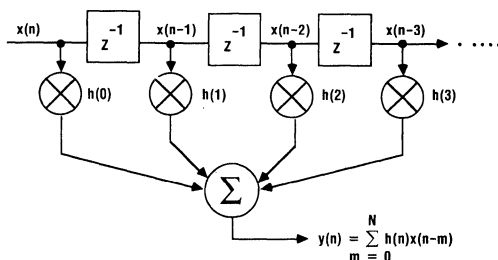 x(n) z⁻¹ x(n-1) z⁻¹ x(n-2) z⁻¹ x(n-3)
h(0) h(1) h(2) h(3)
Σ
N
y(n) = Σ h(n)x(n-m)
m = 0